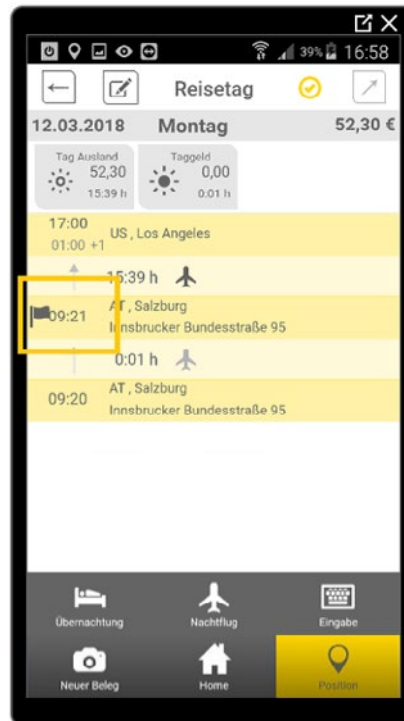 39% 16:58
Reisetag
12.03.2018 Montag 52,30 €
Tag Ausland
52,30
15:39 h
Taggeld
0,00
0:01 h
17:00
01:00 +1
US , Los Angeles
15:39 h
09:21
AT , Salzburg
Innsbrucker Bundesstraße 95
0:01 h
09:20
AT , Salzburg
Innsbrucker Bundesstraße 95
Übernachtung Nachtflug Eingabe
Neuer Beleg Home Position